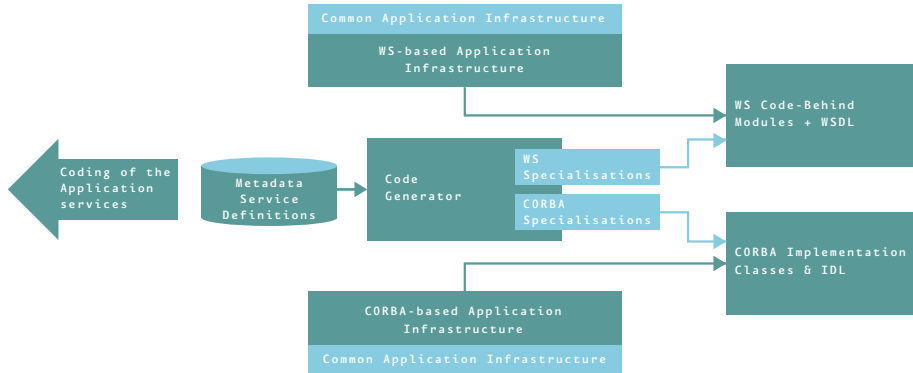 Common Application Infrastructure
WS-based Application
Infrastructure
WS Code-Behind
Modules + WSDL
Coding of the
Application
services
Metadata
Service
Definitions
Code
Generator
WS
Specialisations
CORBA
Specialisations
CORBA Implementation
Classes & IDL
CORBA-based Application
Infrastructure
Common Application Infrastructure